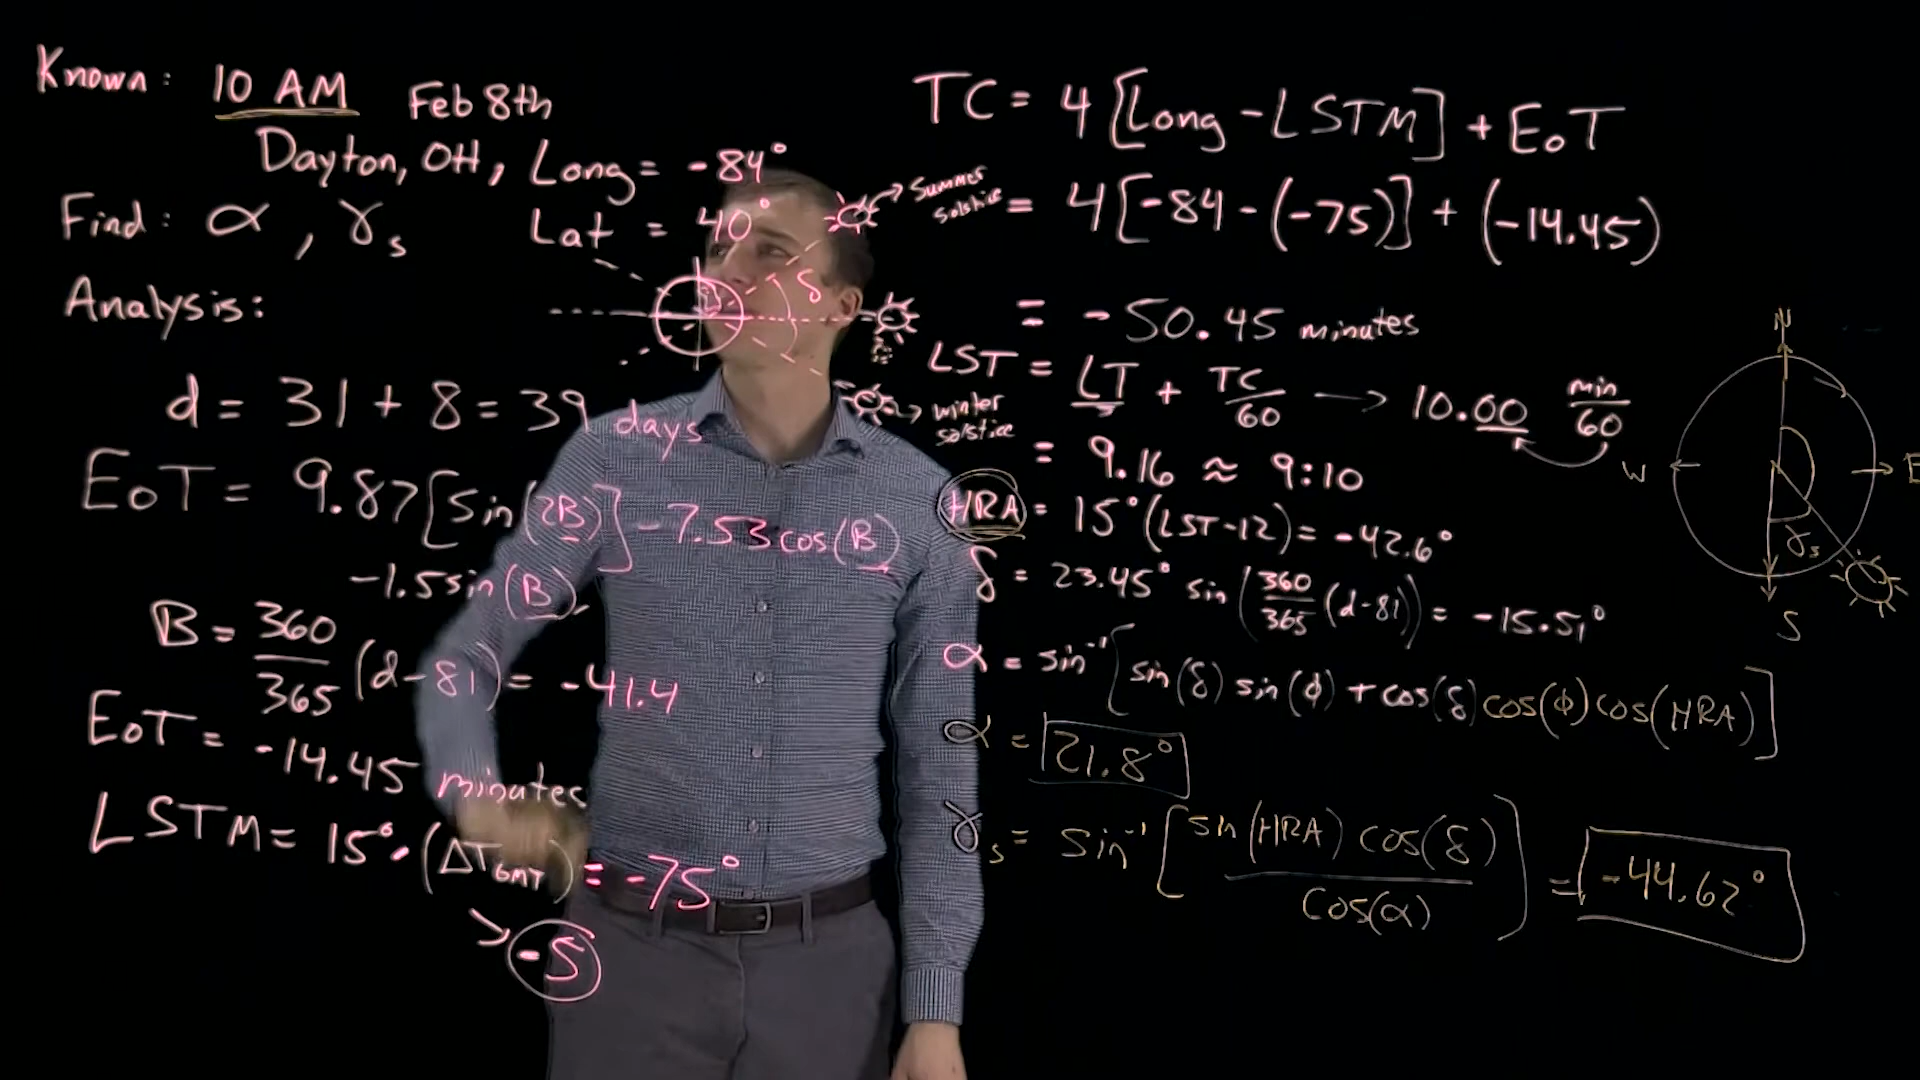 Known: 10 AM Feb 8th
Dayton, OH, Long = -84°
Lat = 40°
Find: α, γs
Analysis:
d = 31 + 8 = 39 days
EoT = 9.87[Sin(2B)] -7.53 cos(B)
-1.5sin(B),
B = 360/365 (d-81) = -41.4
EoT = -14.45 minutes
LSTM = 15°·(ΔTGMT) = -75°
-5
δ
Summer solstice
winter solstice
TC = 4[Long -LSTM] + EoT
= 4[-84 - (-75)] + (-14.45)
= -50.45 minutes
LST = LT + TC/60 → 10.00 min/60
= 9.16 ≈ 9:10
HRA = 15°(LST-12) = -42.6°
δ = 23.45° sin(360/365 (d-81)) = -15.51°
α = sin⁻¹[sin(δ) sin(ϕ) + cos(δ) cos(ϕ) cos(HRA)]
α = 21.8°
γs = Sin⁻¹[sin(HRA) cos(δ) / cos(α)] = -44.62°
N
W
E
γs
S